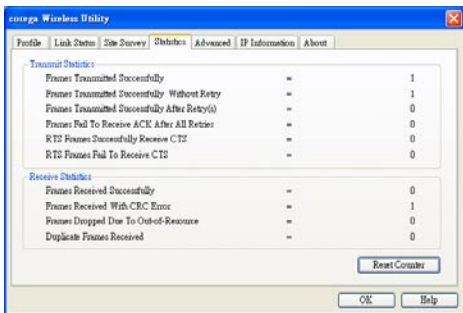 corega Wireless Utility
Profile Link Status Site Survey Statistics Advanced IP Information About
Transmit Statistics
Frames Transmitted Successfully = 1
Frames Transmitted Successfully Without Retry = 1
Frames Transmitted Successfully After Retry(s) = 0
Frames Fail To Receive ACK After All Retries = 0
RTS Frames Successfully Receive CTS = 0
RTS Frames Fail To Receive CTS = 0
Receive Statistics
Frames Received Successfully = 0
Frames Received With CRC Error = 1
Frames Dropped Due To Out-of-Resource = 0
Duplicate Frames Received = 0
Reset Counter
OK Help